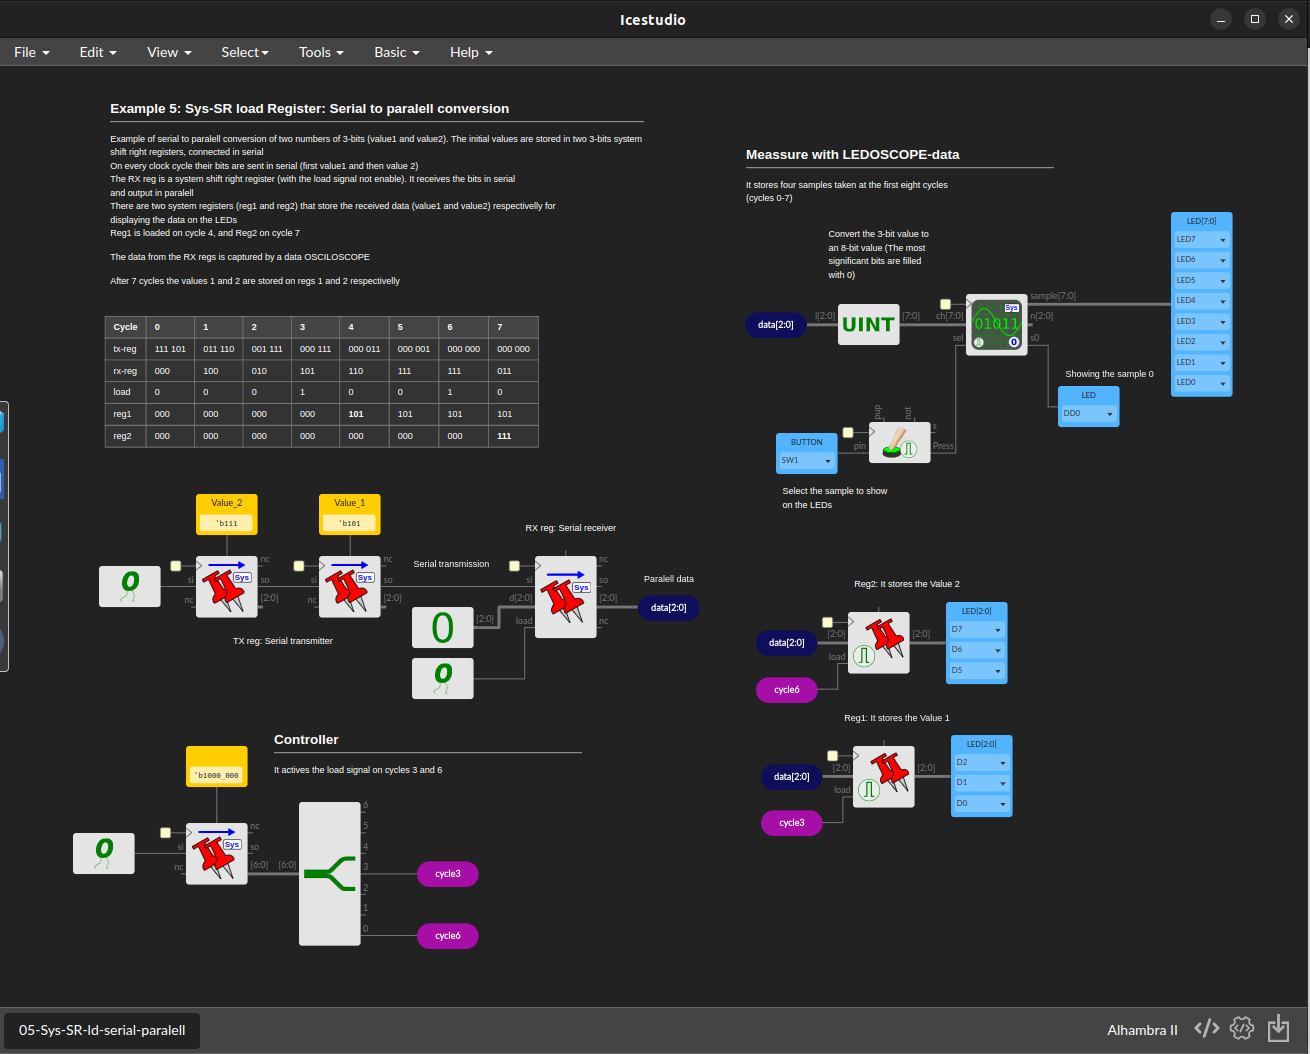 Icestudio
File Edit View Select Tools Basic Help
Example 5: Sys-SR load Register: Serial to paralell conversion
Example of serial to paralell conversion of two numbers of 3-bits (value1 and value2). The initial values are stored in two 3-bits system
shift right registers, connected in serial
On every clock cycle their bits are sent in serial (first value1 and then value 2)
The RX reg is a system shift right register (with the load signal not enable). It receives the bits in serial
and output in paralell
There are two system registers (reg1 and reg2) that store the received data (value1 and value2) respectivelly for
displaying the data on the LEDs
Reg1 is loaded on cycle 4, and Reg2 on cycle 7
The data from the RX regs is captured by a data OSCILOSCOPE
After 7 cycles the values 1 and 2 are stored on regs 1 and 2 respectivelly
Cycle 0 1 2 3 4 5 6 7
tx-reg 111 101 011 110 001 111 000 111 000 011 000 001 000 000 000 000
rx-reg 000 100 010 101 110 111 111 011
load 0 0 0 1 0 0 1 0
reg1 000 000 000 000 101 101 101 101
reg2 000 000 000 000 000 000 000 111
Meassure with LEDOSCOPE-data
It stores four samples taken at the first eight cycles
(cycles 0-7)
Convert the 3-bit value to
an 8-bit value (The most
significant bits are filled
with 0)
data[2:0]
i[2:0]
UINT
[7:0]
ch[7:0]
sel
Sys
01011
0
sample[7:0]
n[2:0]
s0
LED[7:0]
LED7
LED6
LED5
LED4
LED3
LED2
LED1
LED0
Showing the sample 0
LED
DD0
BUTTON
SW1
pin
pup
not
s
Press
Select the sample to show
on the LEDs
Value_2
'b111
Value_1
'b101
0
si
nc
Sys
nc
so
[2:0]
si
nc
Sys
nc
so
[2:0]
TX reg: Serial transmitter
Serial transmission
RX reg: Serial receiver
0
[2:0]
0
si
d[2:0]
load
Sys
nc
so
[2:0]
nc
Paralell data
data[2:0]
Reg2: It stores the Value 2
data[2:0]
cycle6
[2:0]
load
[2:0]
LED[2:0]
D7
D6
D5
Reg1: It stores the Value 1
data[2:0]
cycle3
[2:0]
load
[2:0]
LED[2:0]
D2
D1
D0
Controller
It actives the load signal on cycles 3 and 6
'b1000_000
0
si
nc
Sys
nc
so
[6:0]
[6:0]
6
5
4
3
2
1
0
cycle3
cycle6
05-Sys-SR-ld-serial-paralell
Alhambra II